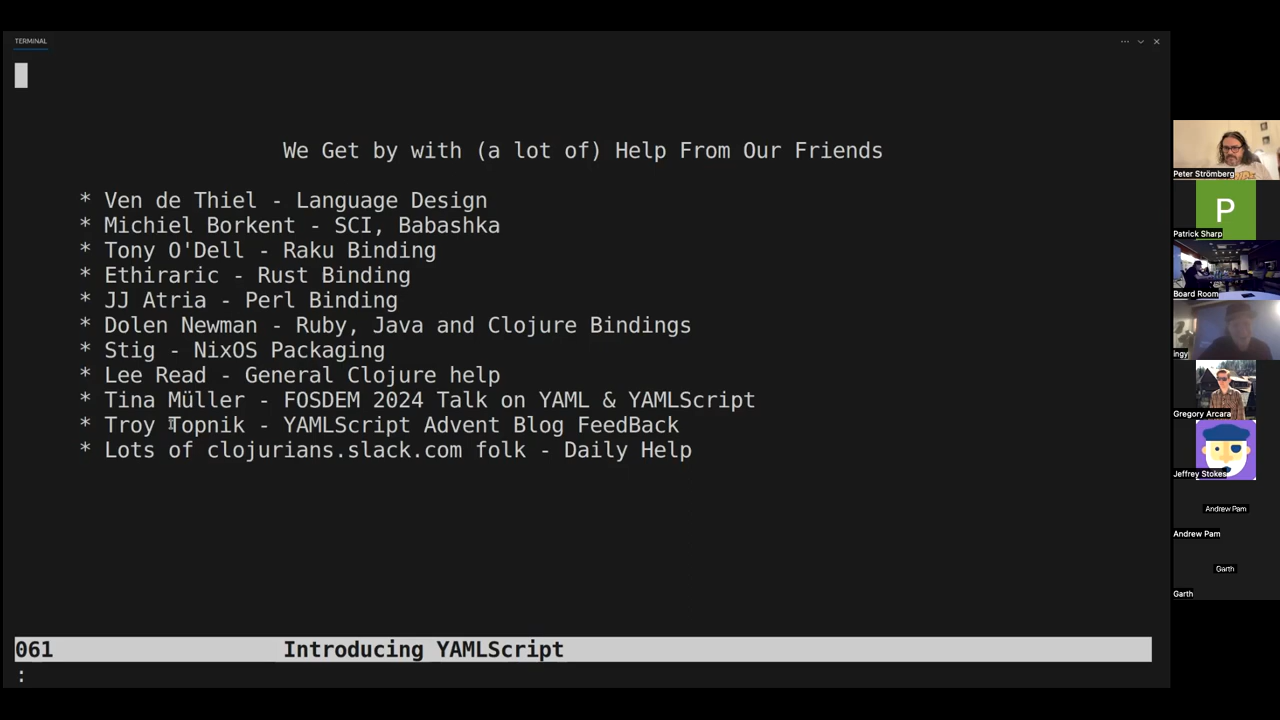 TERMINAL
We Get by with (a lot of) Help From Our Friends
* Ven de Thiel - Language Design
* Michiel Borkent - SCI, Babashka
* Tony O'Dell - Raku Binding
* Ethiraric - Rust Binding
* JJ Atria - Perl Binding
* Dolen Newman - Ruby, Java and Clojure Bindings
* Stig - NixOS Packaging
* Lee Read - General Clojure help
* Tina Müller - FOSDEM 2024 Talk on YAML & YAMLScript
* Troy Topnik - YAMLScript Advent Blog FeedBack
* Lots of clojurians.slack.com folk - Daily Help
061 Introducing YAMLScript
:
Peter Strömberg
P
Patrick Sharp
Board Room
ingy
Gregory Arcara
Jeffrey Stokes
Andrew Pam
Andrew Pam
Garth
Garth